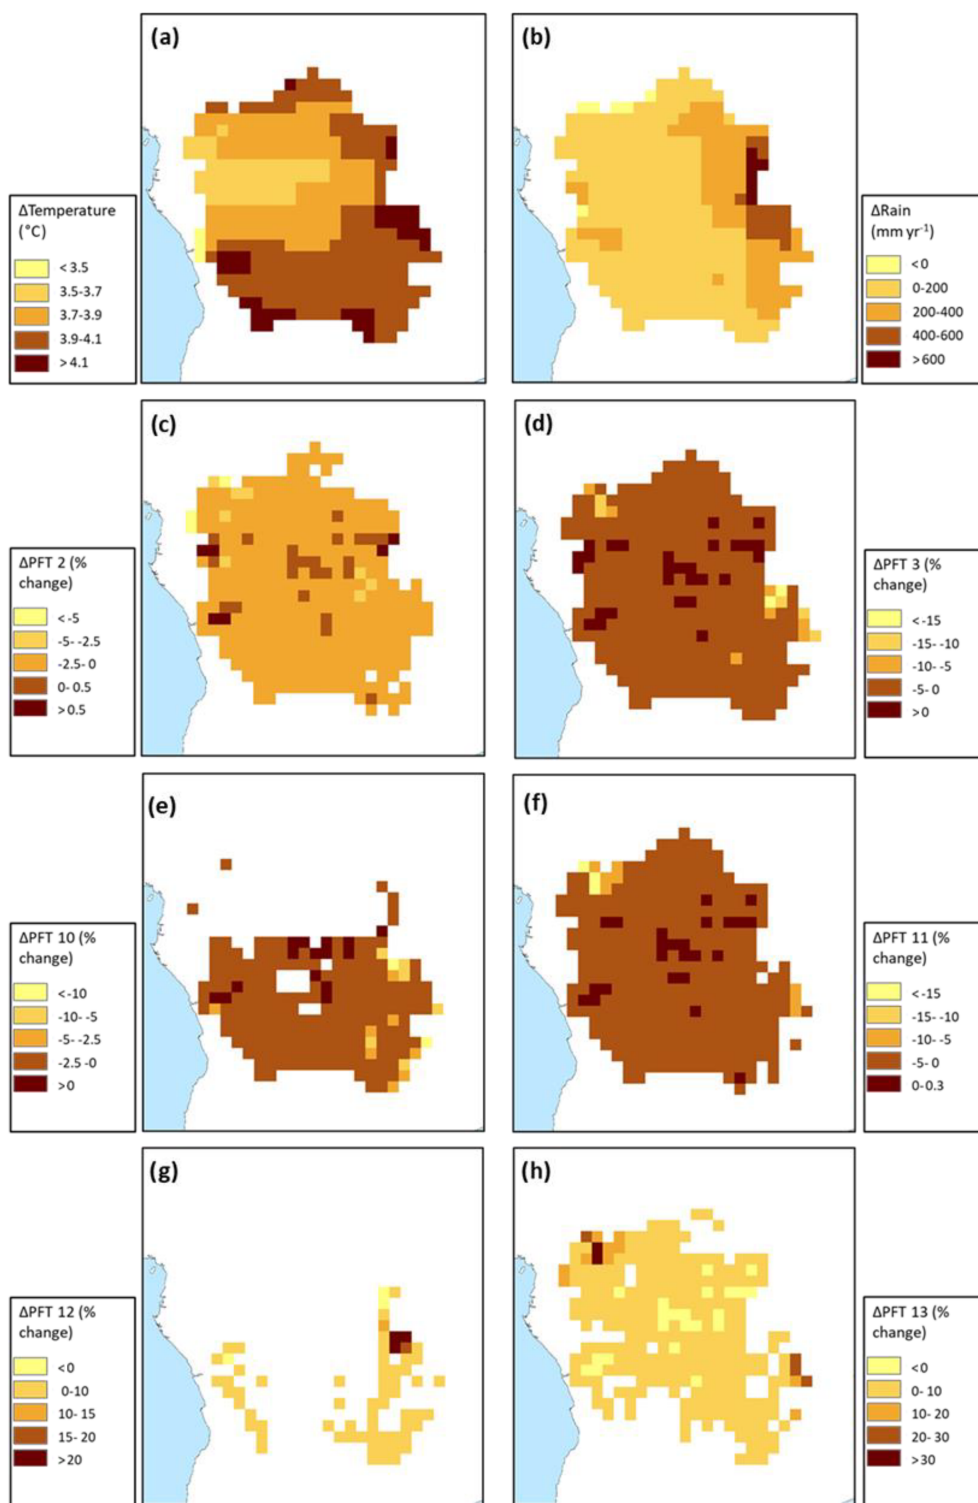 (a)
(b)
ΔTemperature
(°C)
< 3.5
3.5-3.7
3.7-3.9
3.9-4.1
> 4.1
ΔRain
(mm yr-1)
< 0
0-200
200-400
400-600
> 600
(c)
(d)
ΔPFT 2 (%
change)
< -5
-5- -2.5
-2.5- 0
0- 0.5
> 0.5
ΔPFT 3 (%
change)
< -15
-15- -10
-10- -5
-5- 0
> 0
(e)
(f)
ΔPFT 10 (%
change)
< -10
-10- -5
-5- -2.5
-2.5 -0
> 0
ΔPFT 11 (%
change)
< -15
-15- -10
-10- -5
-5- 0
0- 0.3
(g)
(h)
ΔPFT 12 (%
change)
< 0
0-10
10- 15
15- 20
> 20
ΔPFT 13 (%
change)
< 0
0- 10
10- 20
20- 30
> 30